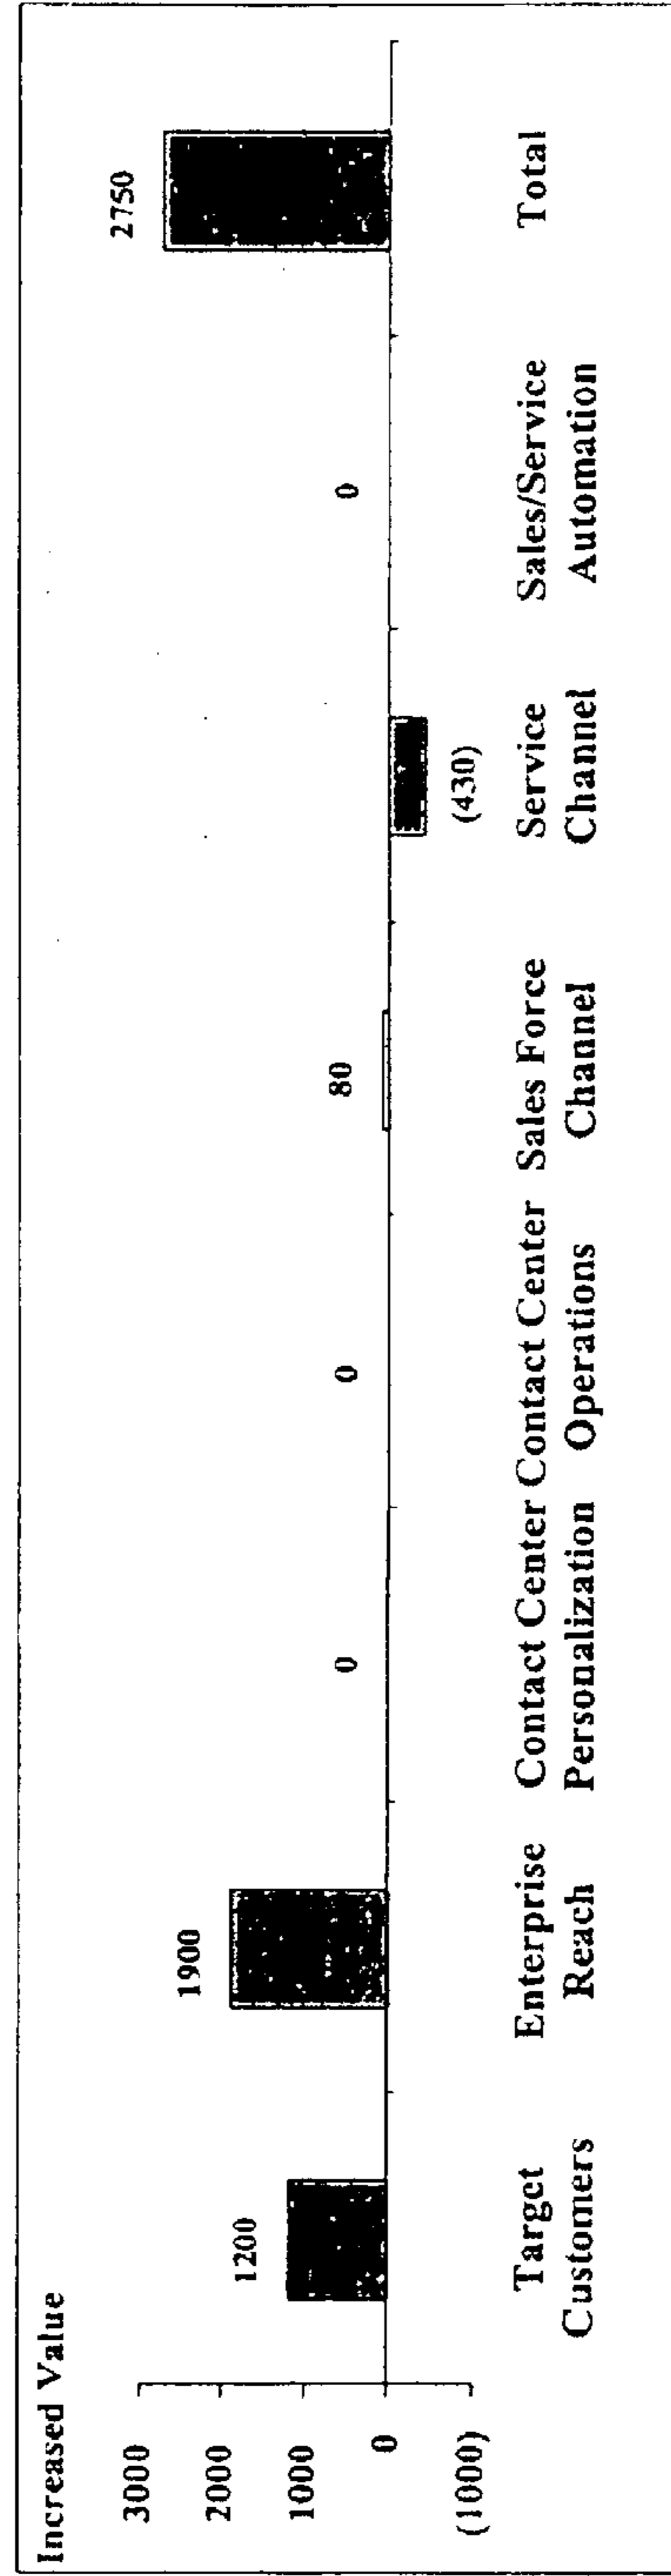 Increased Value
3000
2000
1000
0
(1000)
1200
1900
0
0
80
(430)
0
2750
Target
Customers
Enterprise
Reach
Contact Center
Personalization
Contact Center
Operations
Sales Force
Channel
Service
Channel
Sales/Service
Automation
Total